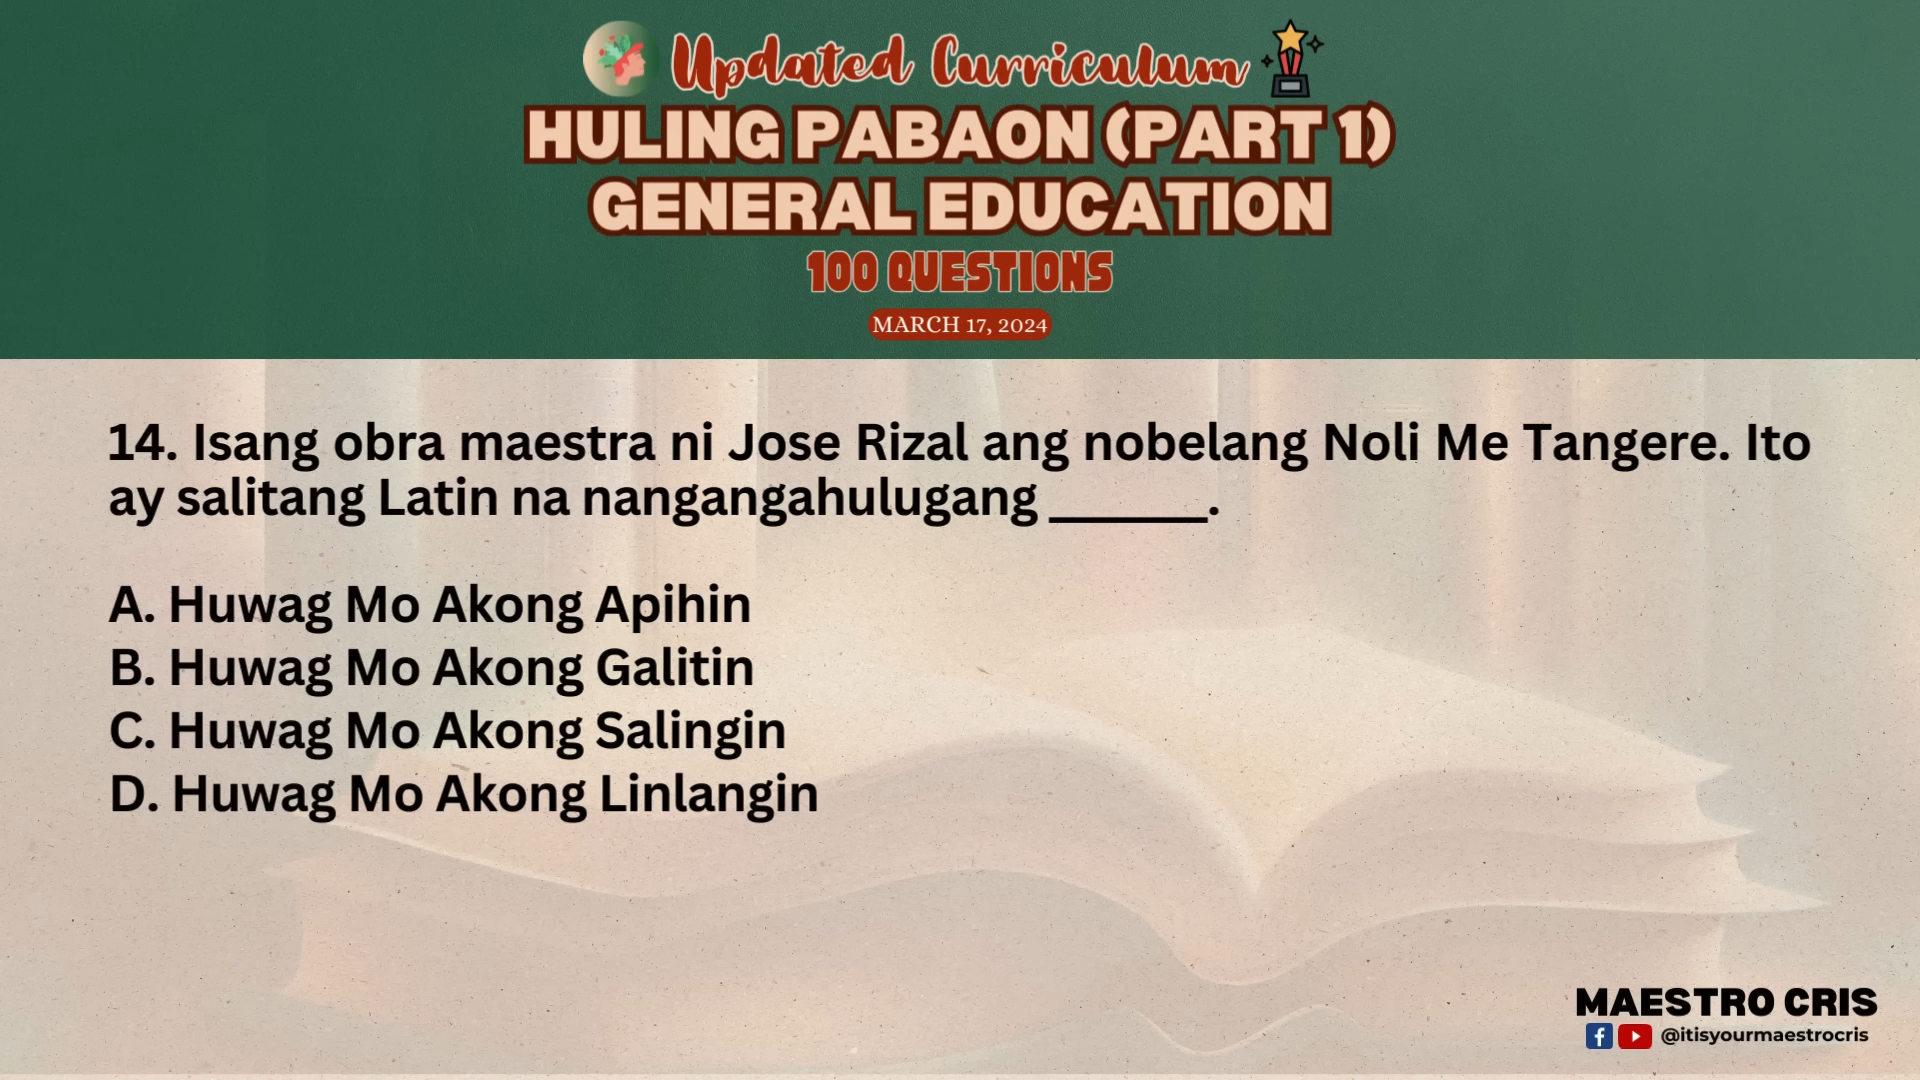 Updated Curriculum
HULING PABAON (PART 1)
GENERAL EDUCATION
100 QUESTIONS
MARCH 17, 2024
14. Isang obra maestra ni Jose Rizal ang nobelang Noli Me Tangere. Ito
ay salitang Latin na nangangahulugang ______.
A. Huwag Mo Akong Apihin
B. Huwag Mo Akong Galitin
C. Huwag Mo Akong Salingin
D. Huwag Mo Akong Linlangin
MAESTRO CRIS
@itisyourmaestrocris